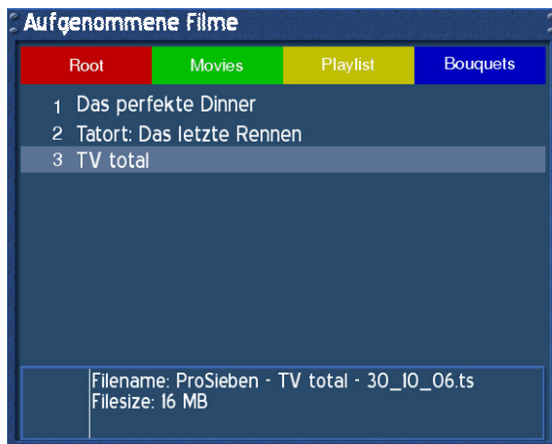 Aufgenommene Filme
Root Movies Playlist Bouquets
1 Das perfekte Dinner
2 Tatort: Das letzte Rennen
3 TV total
Filename: ProSieben - TV total - 30_10_06.ts
Filesize: 16 MB